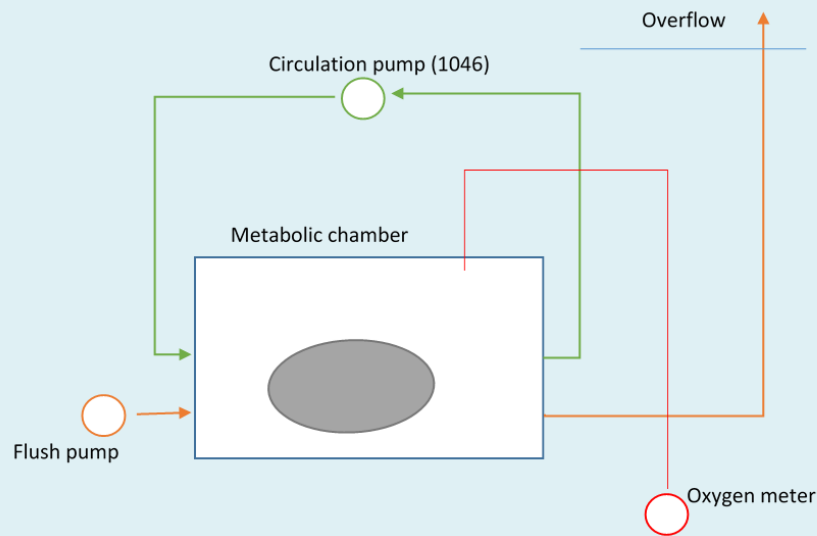 Overflow
Circulation pump (1046)
Metabolic chamber
Flush pump
Oxygen meter